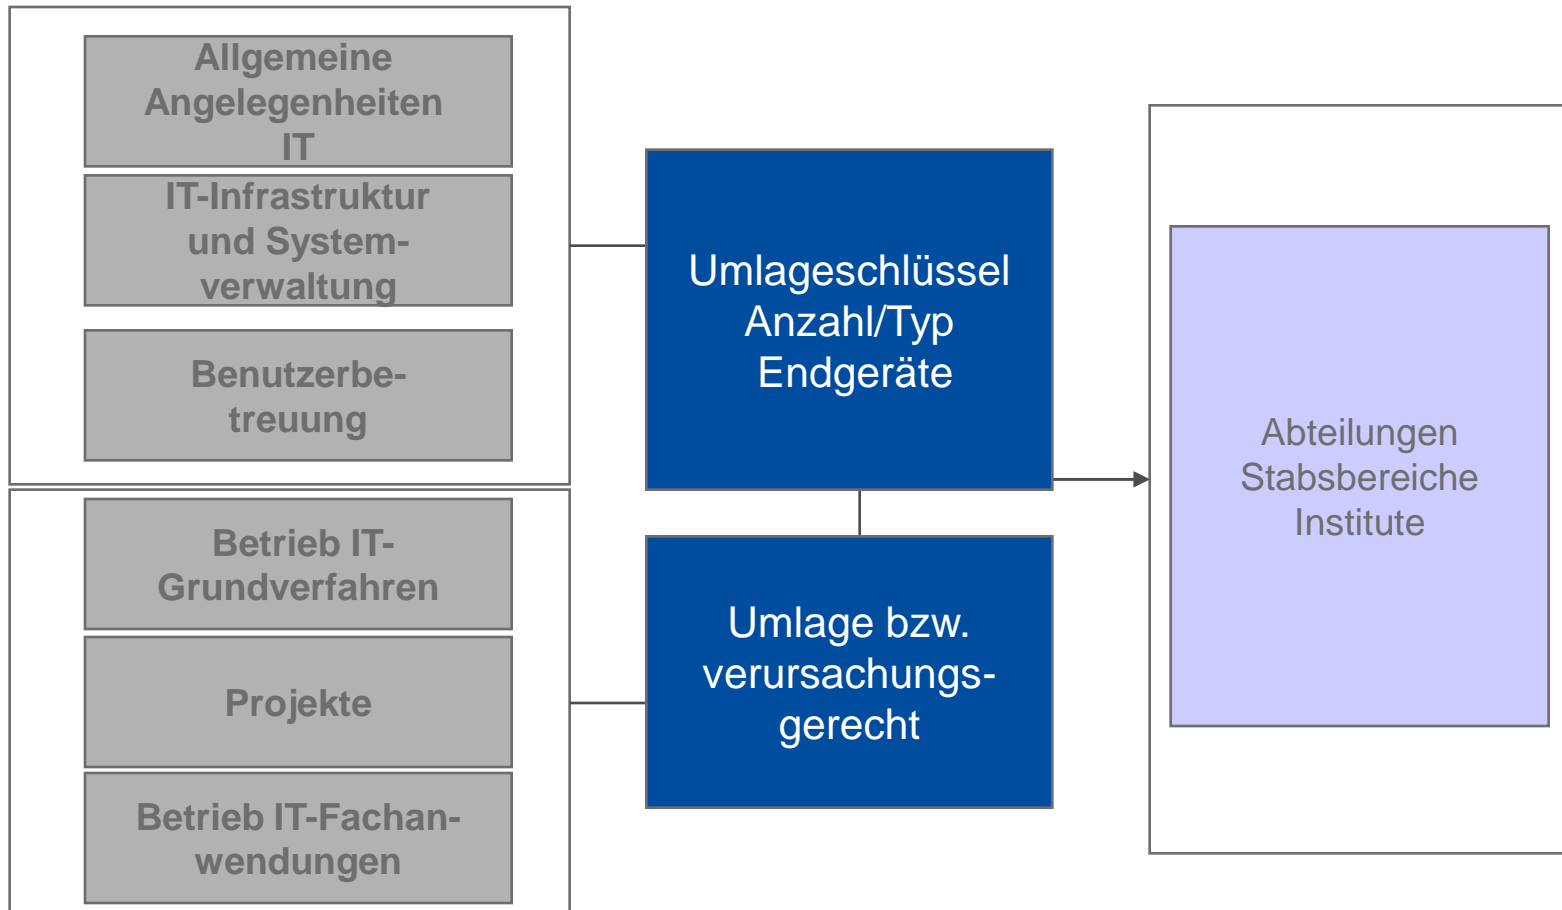 Allgemeine
Angelegenheiten
IT
IT-Infrastruktur
und System-
verwaltung
Benutzerbe-
treuung
Betrieb IT-
Grundverfahren
Projekte
Betrieb IT-Fachan-
wendungen
Umlageschlüssel
Anzahl/Typ
Endgeräte
Umlage bzw.
verursachungs-
gerecht
Abteilungen
Stabsbereiche
Institute